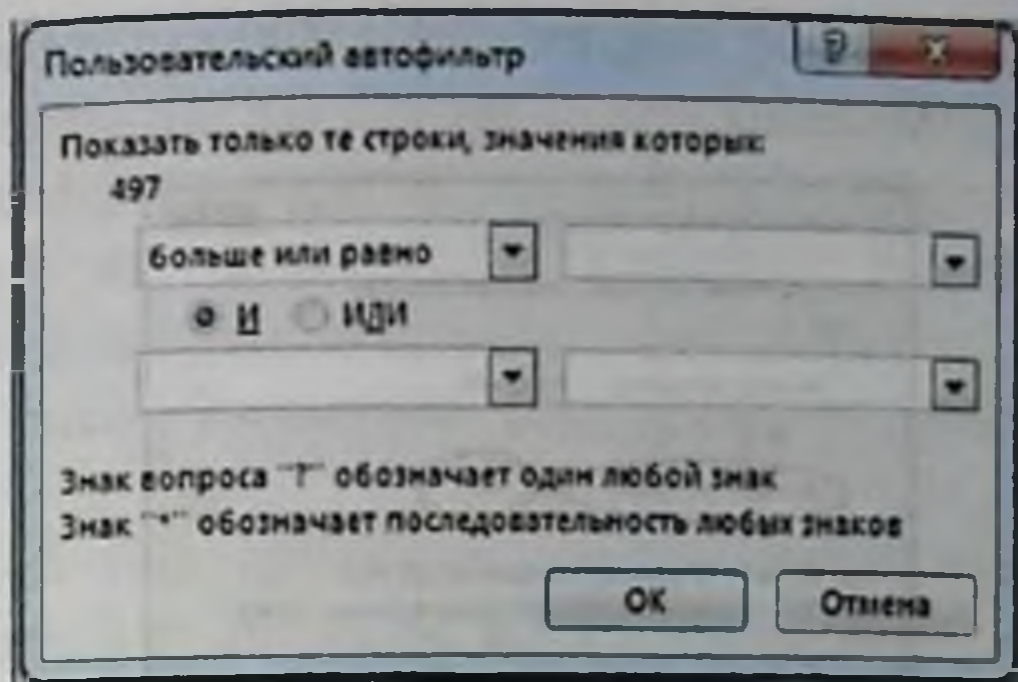 Пользовательский автофильтр
Показать только те строки, значения которых:
497
больше или равно
И ИЛИ
Знак вопроса "?" обозначает один любой знак
Знак "*" обозначает последовательность любых знаков
ОК Отмена